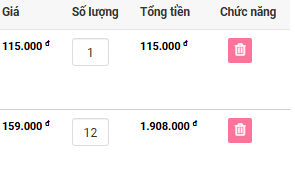 Giá Số lượng Tổng tiền Chức năng
115.000 đ 1 115.000 đ
159.000 đ 12 1.908.000 đ